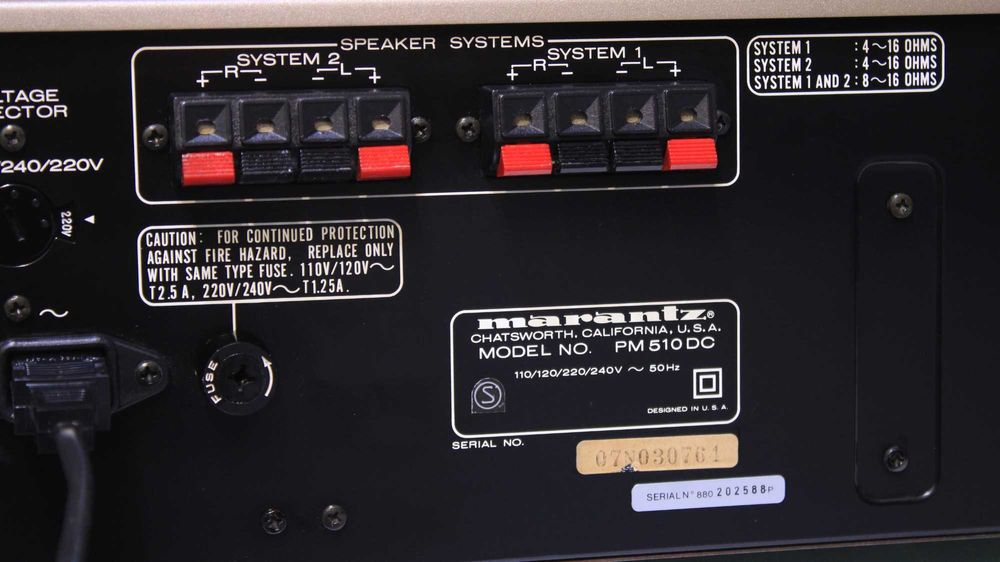 SPEAKER SYSTEMS
SYSTEM 2
+ R − − L +
SYSTEM 1
+ R − − L +
SYSTEM 1 : 4～16 OHMS
SYSTEM 2 : 4～16 OHMS
SYSTEM 1 AND 2 : 8～16 OHMS
LTAGE
ECTOR
/240/220V
220V
～
CAUTION: FOR CONTINUED PROTECTION
AGAINST FIRE HAZARD, REPLACE ONLY
WITH SAME TYPE FUSE. 110V/120V～
T2.5A, 220V/240V～T1.25A.
FUSE
marantz®
CHATSWORTH, CALIFORNIA, U.S.A.
MODEL NO. PM 510 DC
110/120/220/240V ～ 50Hz
S
DESIGNED IN U.S.A.
SERIAL NO.
07N030761
SERIAL N° 880 202588P